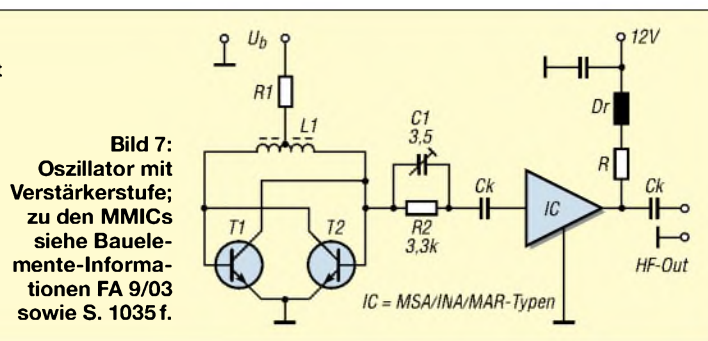 :
Bild 7:
Oszillator mit
Verstärkerstufe;
zu den MMICs
siehe Bauele-
mente-Informa-
tionen FA 9/03
sowie S. 1035 f.
Ub
R1
L1
T1
T2
C1
3,5
R2
3,3k
Ck
IC
12V
Dr
R
Ck
HF-Out
IC = MSA/INA/MAR-Typen